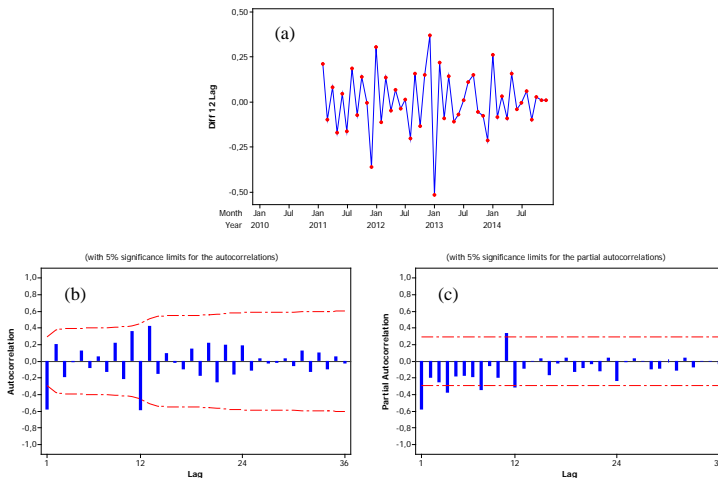 0,50
(a)
0,25
0,00
-0,25
-0,50
Diff 12 Lag
Month Jan Jul Jan Jul Jan Jul Jan Jul Jan Jul
Year 2010 2011 2012 2013 2014
(with 5% significance limits for the autocorrelations)
1,0
0,8
0,6
0,4
0,2
0,0
-0,2
-0,4
-0,6
-0,8
-1,0
(b)
Autocorrelation
1 12 24 36
Lag
(with 5% significance limits for the partial autocorrelations)
1,0
0,8
0,6
0,4
0,2
0,0
-0,2
-0,4
-0,6
-0,8
-1,0
(c)
Partial Autocorrelation
1 12 24 3
Lag